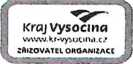 Kraj Vysočina
www.kr-vysocina.cz
ZŘIZOVATEL ORGANIZACE